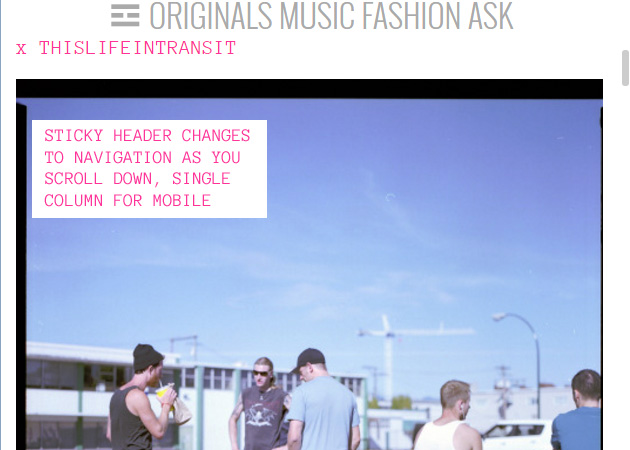 ORIGINALS MUSIC FASHION ASK
x THISLIFEINTRANSIT
STICKY HEADER CHANGES
TO NAVIGATION AS YOU
SCROLL DOWN, SINGLE
COLUMN FOR MOBILE